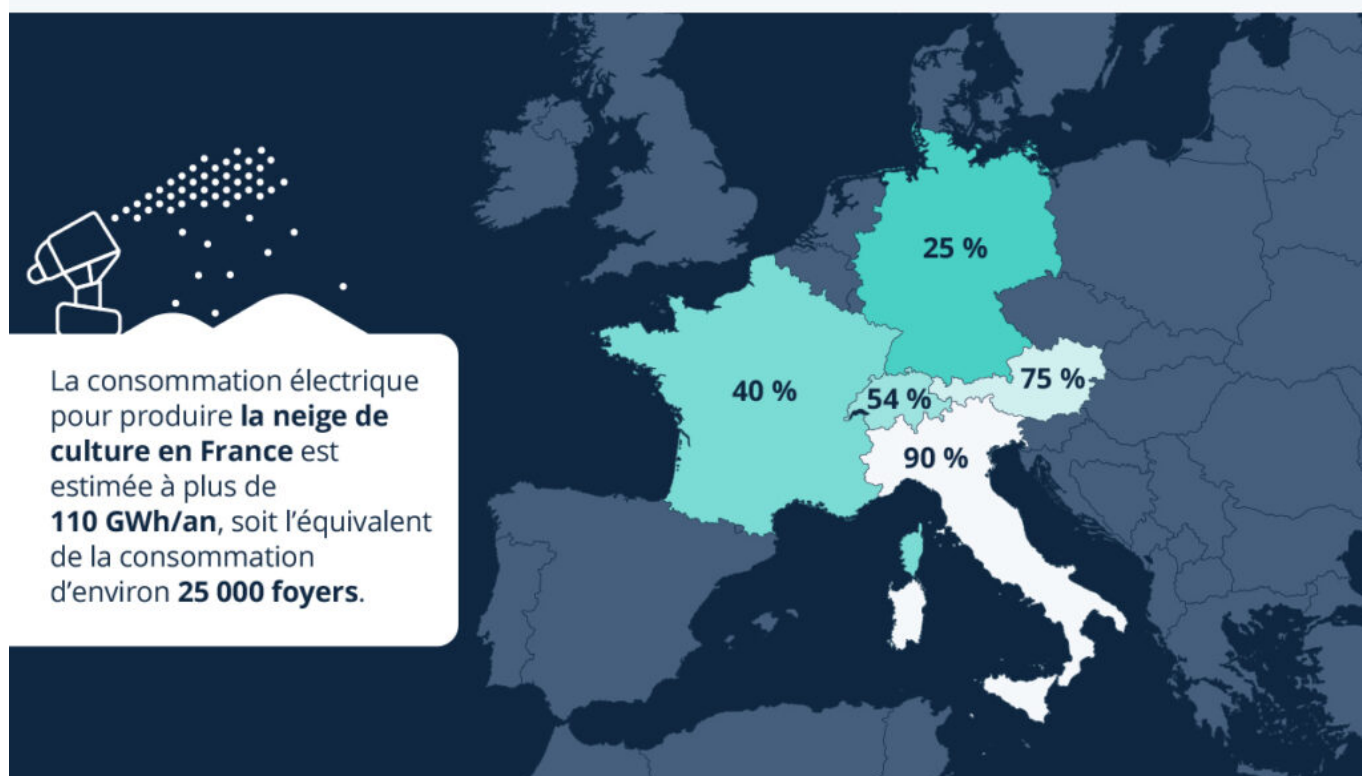 La consommation électrique
pour produire la neige de
culture en France est
estimée à plus de
110 GWh/an, soit l’équivalent
de la consommation
d’environ 25 000 foyers.
25 %
40 %
54 %
75 %
90 %